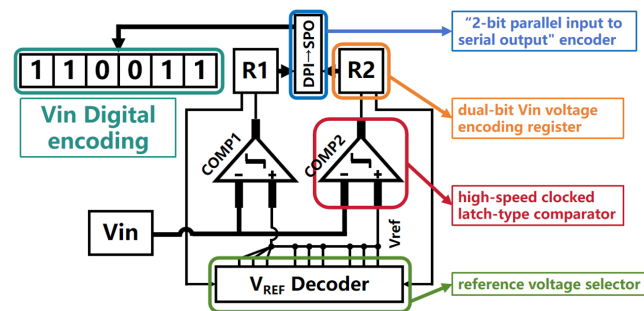 1 1 0 0 1 1
Vin Digital
encoding
R1
DPI→SPO
R2
"2-bit parallel input to
serial output" encoder
dual-bit Vin voltage
encoding register
COMP1
- +
COMP2
- +
high-speed clocked
latch-type comparator
Vin
Vref
VREF Decoder
reference voltage selector